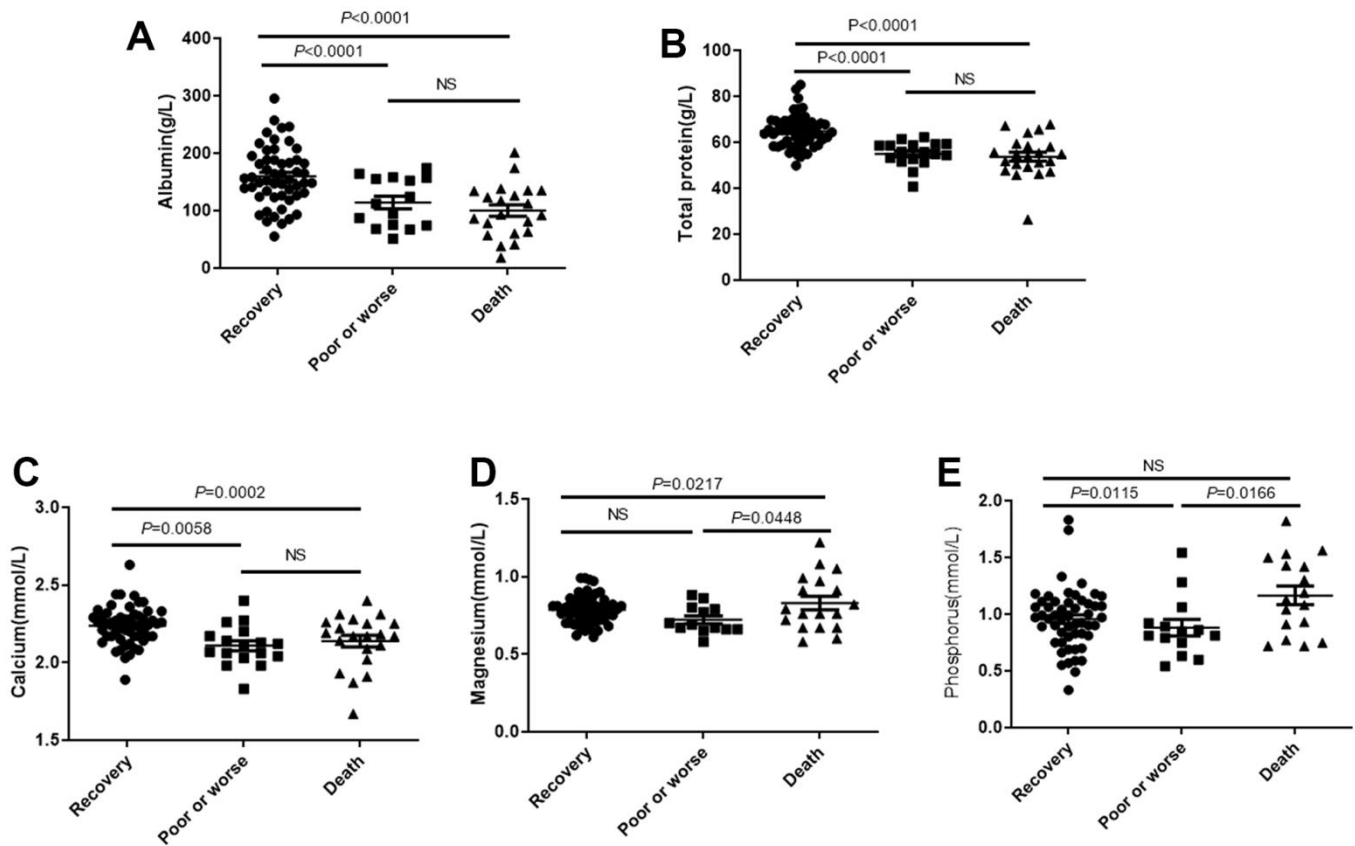 A
P<0.0001
P<0.0001
NS
Albumin(g/L)
400
300
200
100
0
Recovery
Poor or worse
Death
B
P<0.0001
P<0.0001
NS
Total protein(g/L)
100
80
60
40
20
0
Recovery
Poor or worse
Death
C
P=0.0002
P=0.0058
NS
Calcium(mmol/L)
3.0
2.5
2.0
1.5
Recovery
Poor or worse
Death
D
P=0.0217
NS
P=0.0448
Magnesium(mmol/L)
1.5
1.0
0.5
0.0
Recovery
Poor or worse
Death
E
NS
P=0.0115
P=0.0166
Phosphorus(mmol/L)
2.0
1.5
1.0
0.5
0.0
Recovery
Poor or worse
Death